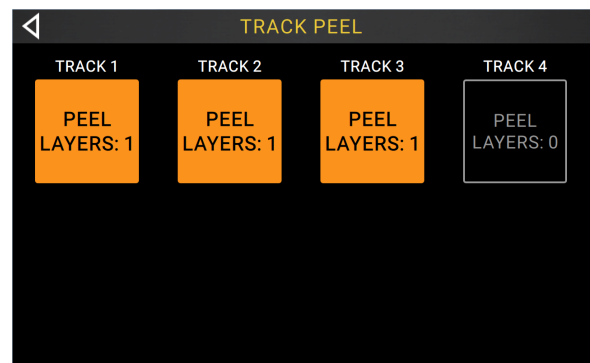 TRACK PEEL
TRACK 1
TRACK 2
TRACK 3
TRACK 4
PEEL
LAYERS: 1
PEEL
LAYERS: 1
PEEL
LAYERS: 1
PEEL
LAYERS: 0